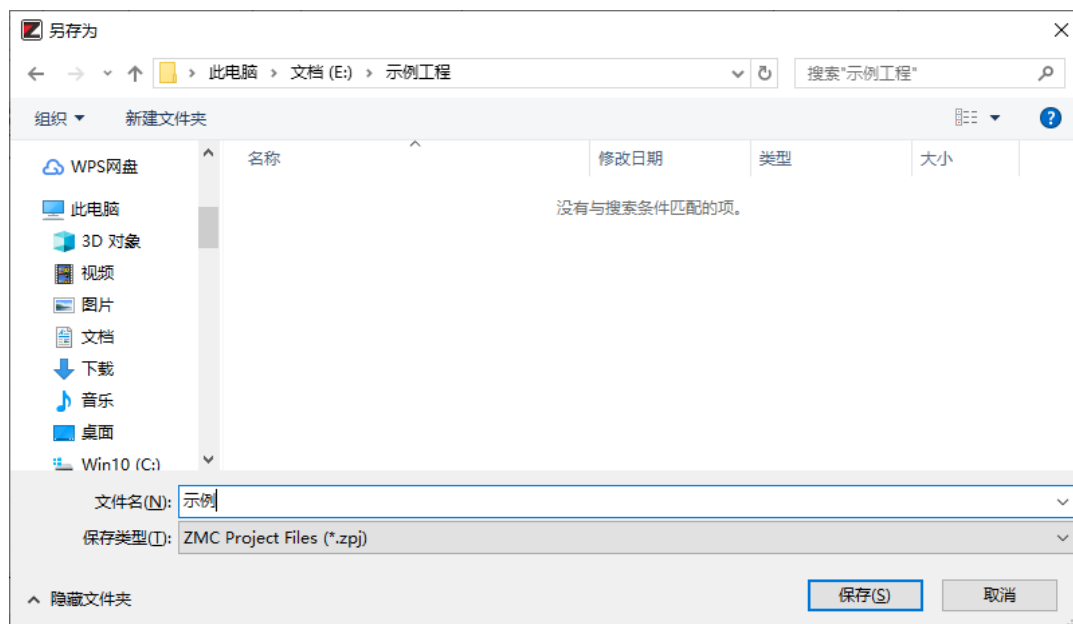 另存为
此电脑 › 文档 (E:) › 示例工程
搜索"示例工程"
组织
新建文件夹
名称
修改日期
类型
大小
没有与搜索条件匹配的项。
WPS网盘
此电脑
3D 对象
视频
图片
文档
下载
音乐
桌面
Win10 (C:)
文件名(N): 示例
保存类型(T): ZMC Project Files (*.zpj)
隐藏文件夹
保存(S)
取消